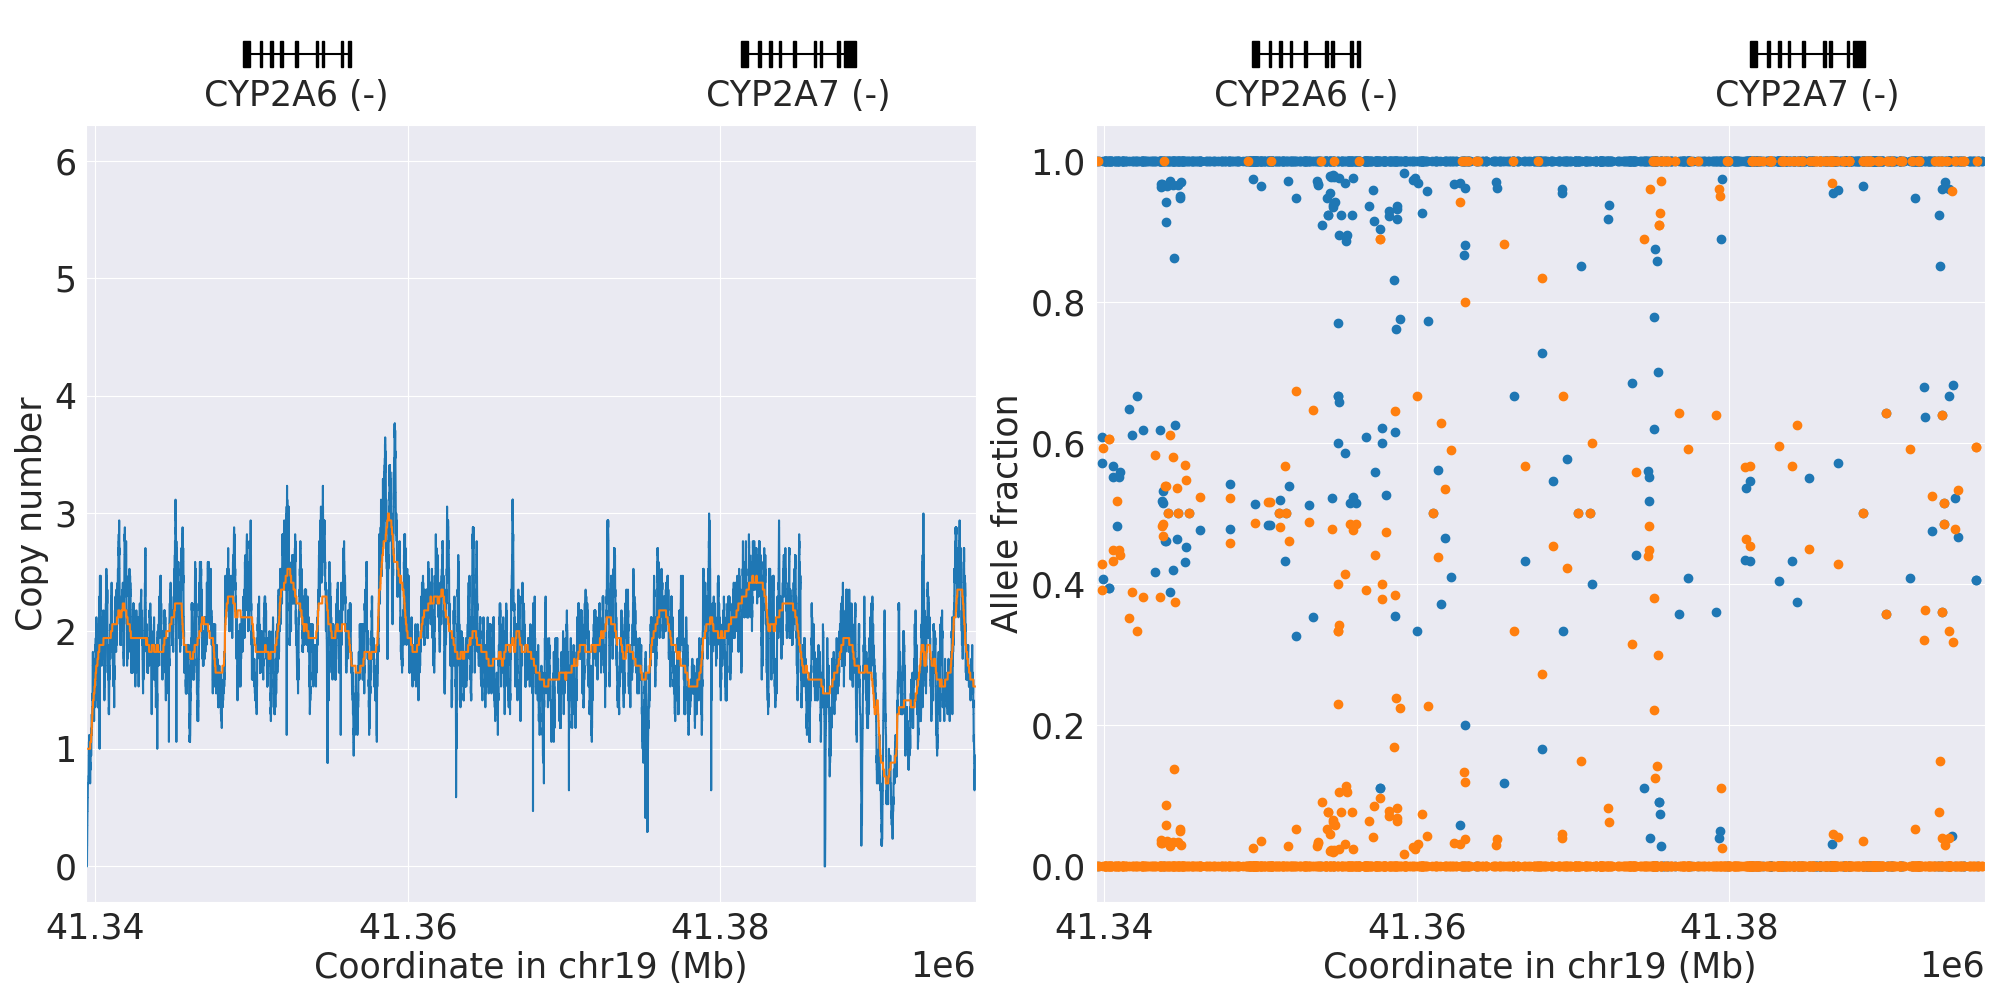 CYP2A6 (-) CYP2A7 (-)
Copy number
6
5
4
3
2
1
0
41.34 41.36 41.38
Coordinate in chr19 (Mb) 1e6
CYP2A6 (-) CYP2A7 (-)
Allele fraction
1.0
0.8
0.6
0.4
0.2
0.0
41.34 41.36 41.38
Coordinate in chr19 (Mb) 1e6